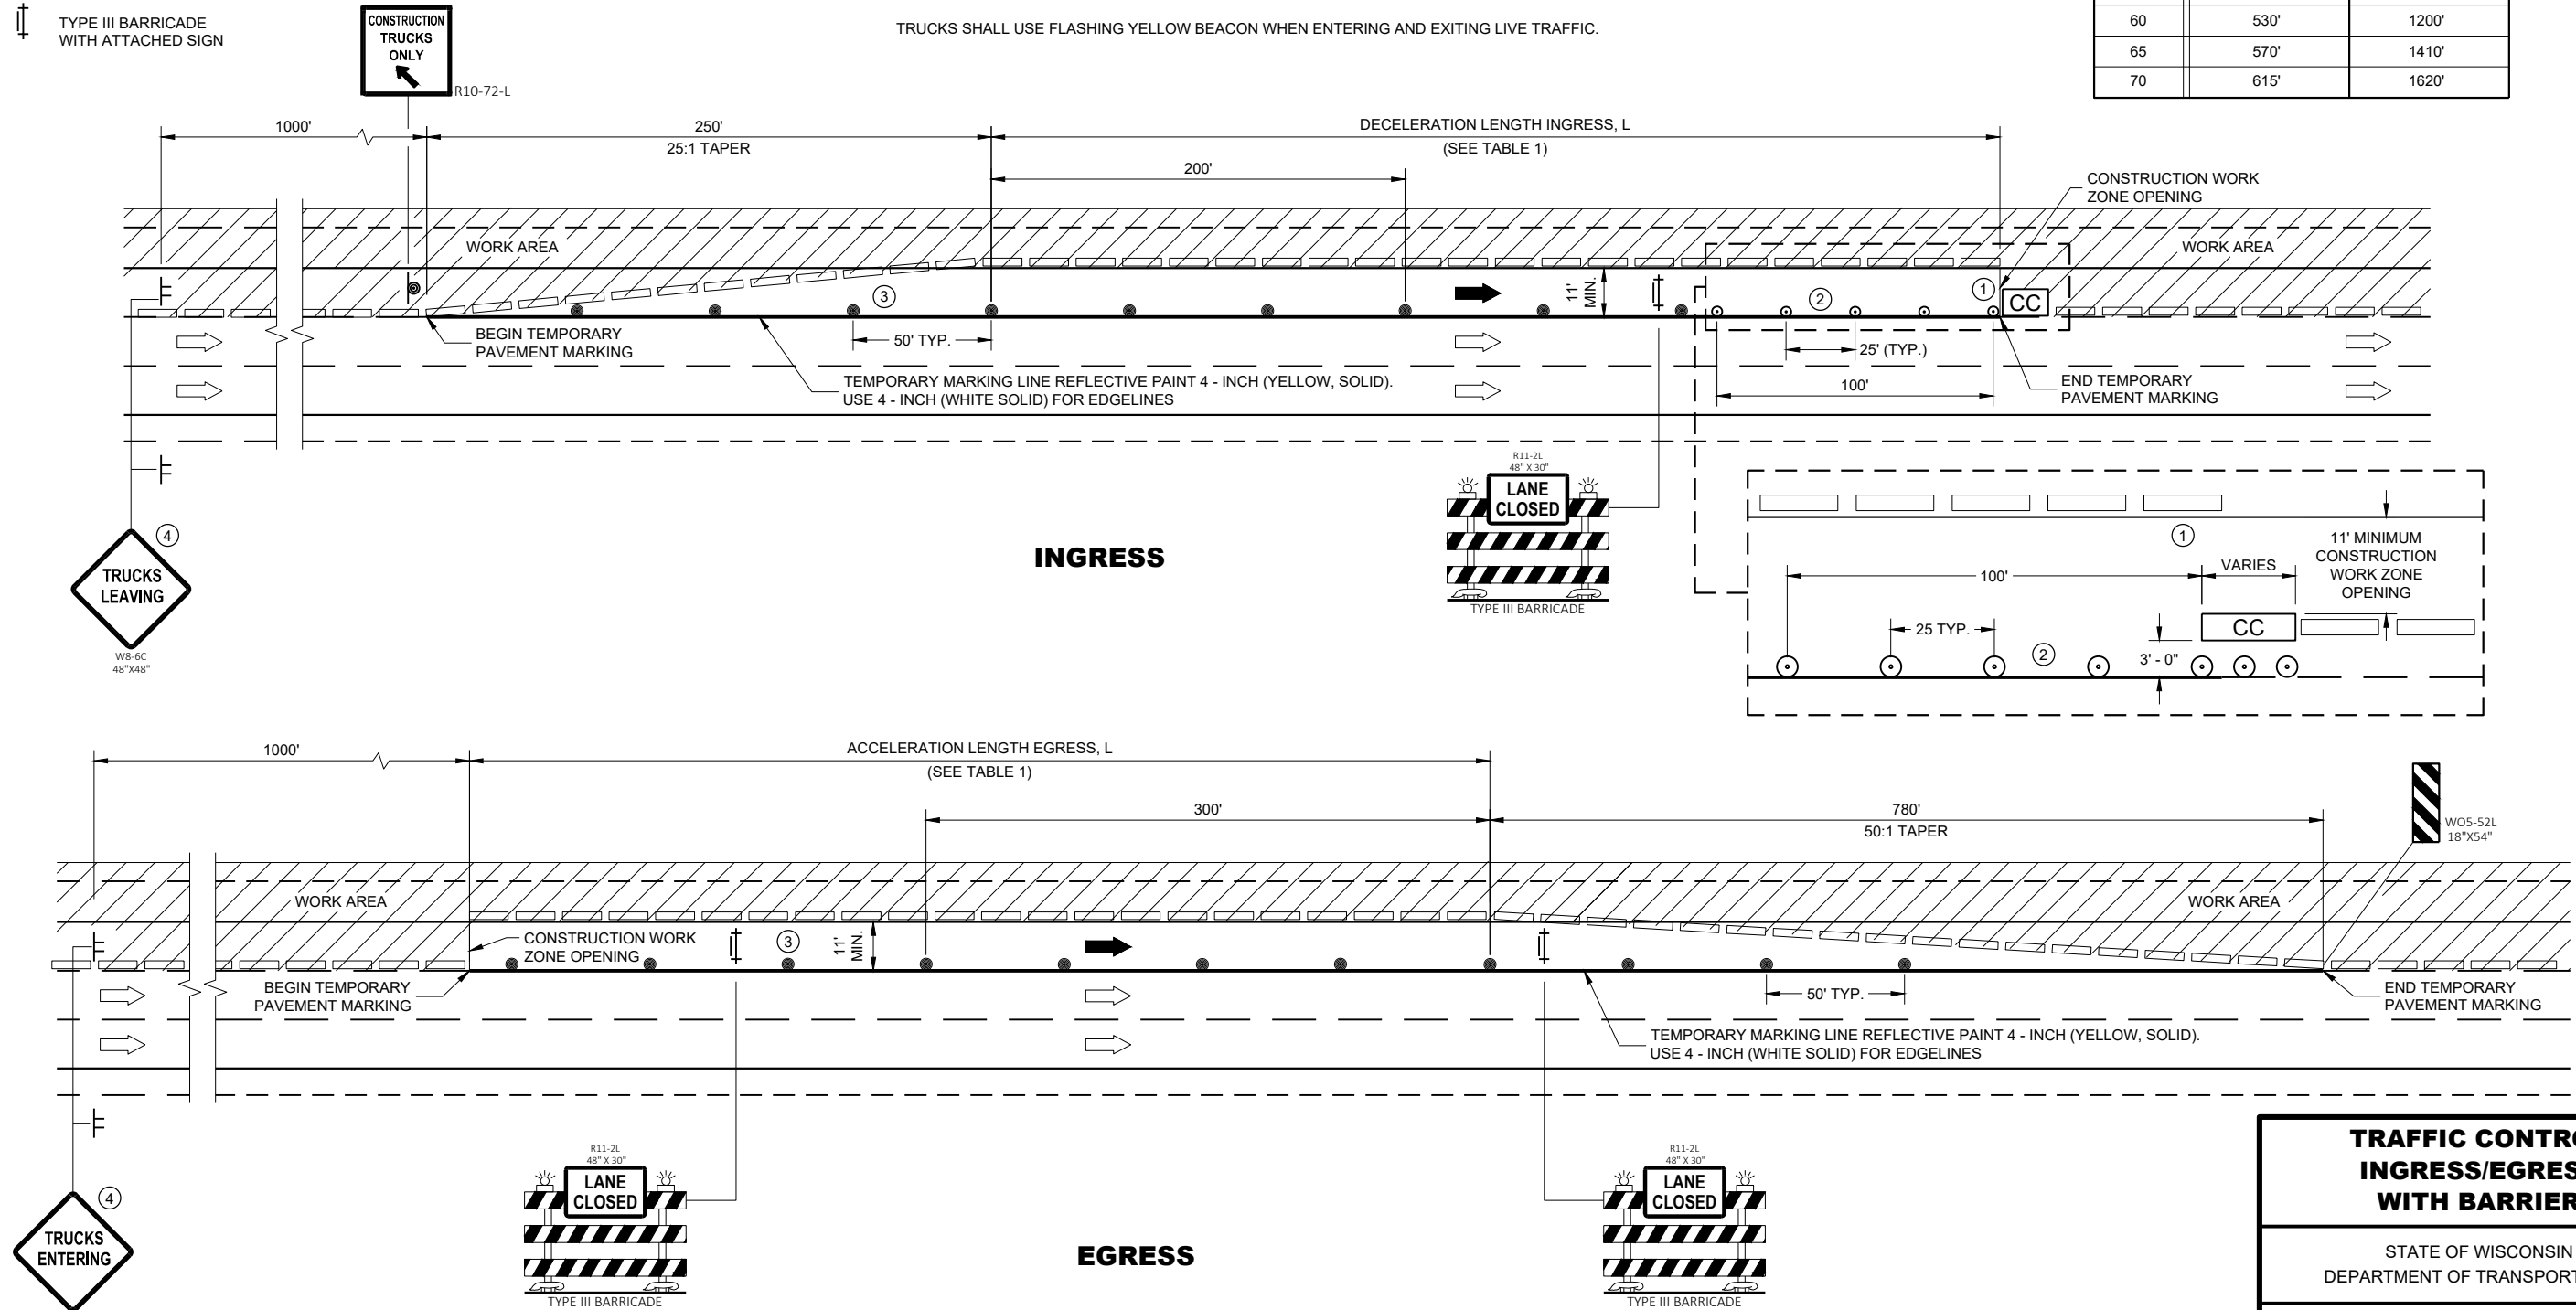 TYPE III BARRICADE
WITH ATTACHED SIGN
CONSTRUCTION
TRUCKS
ONLY
R10-72-L
TRUCKS SHALL USE FLASHING YELLOW BEACON WHEN ENTERING AND EXITING LIVE TRAFFIC.
60 530' 1200'
65 570' 1410'
70 615' 1620'
1000'
250'
25:1 TAPER
DECELERATION LENGTH INGRESS, L
(SEE TABLE 1)
200'
CONSTRUCTION WORK
ZONE OPENING
WORK AREA
WORK AREA
3
11'
MIN.
2
1
CC
BEGIN TEMPORARY
PAVEMENT MARKING
50' TYP.
25' (TYP.)
100'
TEMPORARY MARKING LINE REFLECTIVE PAINT 4 - INCH (YELLOW, SOLID).
USE 4 - INCH (WHITE SOLID) FOR EDGELINES
END TEMPORARY
PAVEMENT MARKING
4
TRUCKS
LEAVING
W8-6C
48"X48"
INGRESS
R11-2L
48" X 30"
LANE
CLOSED
TYPE III BARRICADE
1
11' MINIMUM
CONSTRUCTION
WORK ZONE
OPENING
100'
VARIES
25 TYP.
CC
2
3' - 0"
1000'
ACCELERATION LENGTH EGRESS, L
(SEE TABLE 1)
300'
780'
50:1 TAPER
WO5-52L
18"X54"
WORK AREA
WORK AREA
CONSTRUCTION WORK
ZONE OPENING
3
11'
MIN.
BEGIN TEMPORARY
PAVEMENT MARKING
50' TYP.
END TEMPORARY
PAVEMENT MARKING
TEMPORARY MARKING LINE REFLECTIVE PAINT 4 - INCH (YELLOW, SOLID).
USE 4 - INCH (WHITE SOLID) FOR EDGELINES
4
TRUCKS
ENTERING
R11-2L
48" X 30"
LANE
CLOSED
TYPE III BARRICADE
EGRESS
R11-2L
48" X 30"
LANE
CLOSED
TYPE III BARRICADE
TRAFFIC CONTRO
INGRESS/EGRES
WITH BARRIER
STATE OF WISCONSIN
DEPARTMENT OF TRANSPORT